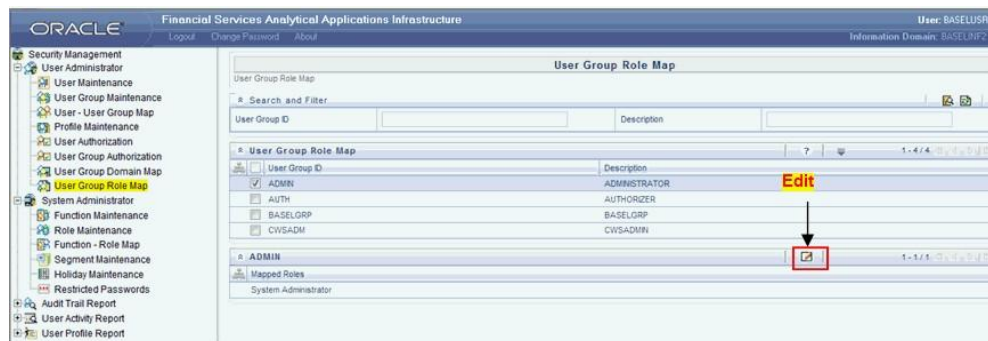 ORACLE
Financial Services Analytical Applications Infrastructure
User: BASELUSR
Logout Change Password About
Information Domain: BASELINF2
Security Management
User Administrator
User Maintenance
User Group Maintenance
User - User Group Map
Profile Maintenance
User Authorization
User Group Authorization
User Group Domain Map
User Group Role Map
System Administrator
Function Maintenance
Role Maintenance
Function - Role Map
Segment Maintenance
Holiday Maintenance
Restricted Passwords
Audit Trail Report
User Activity Report
User Profile Report
User Group Role Map
User Group Role Map
Search and Filter
User Group ID
Description
User Group Role Map
?
1 - 4 / 4
User Group ID Description
ADMIN ADMINISTRATOR
AUTH AUTHORIZER
BASELGRP BASELGRP
CWSADM CWSADMIN
Edit
ADMIN
1 - 1 / 1
Mapped Roles
System Administrator